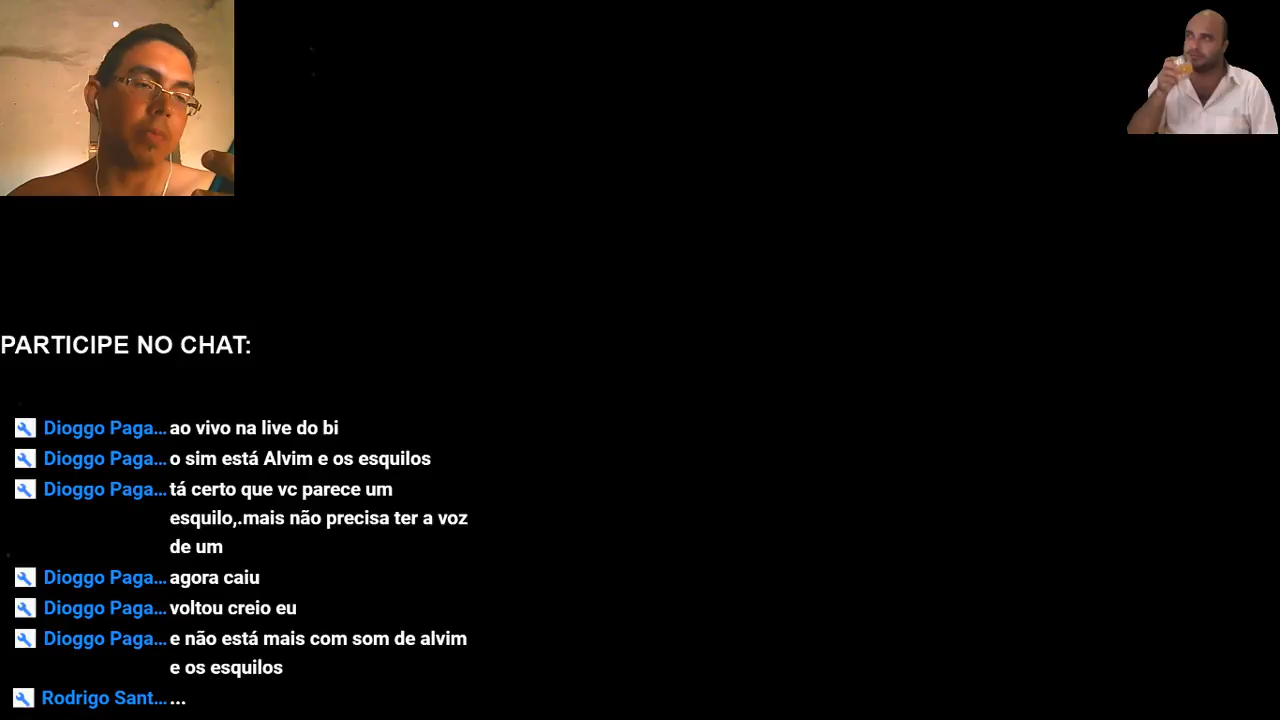 PARTICIPE NO CHAT:
Dioggo Paga... ao vivo na live do bi
Dioggo Paga... o sim está Alvim e os esquilos
Dioggo Paga... tá certo que vc parece um
esquilo,.mais não precisa ter a voz
de um
Dioggo Paga... agora caiu
Dioggo Paga... voltou creio eu
Dioggo Paga... e não está mais com som de alvim
e os esquilos
Rodrigo Sant... ...